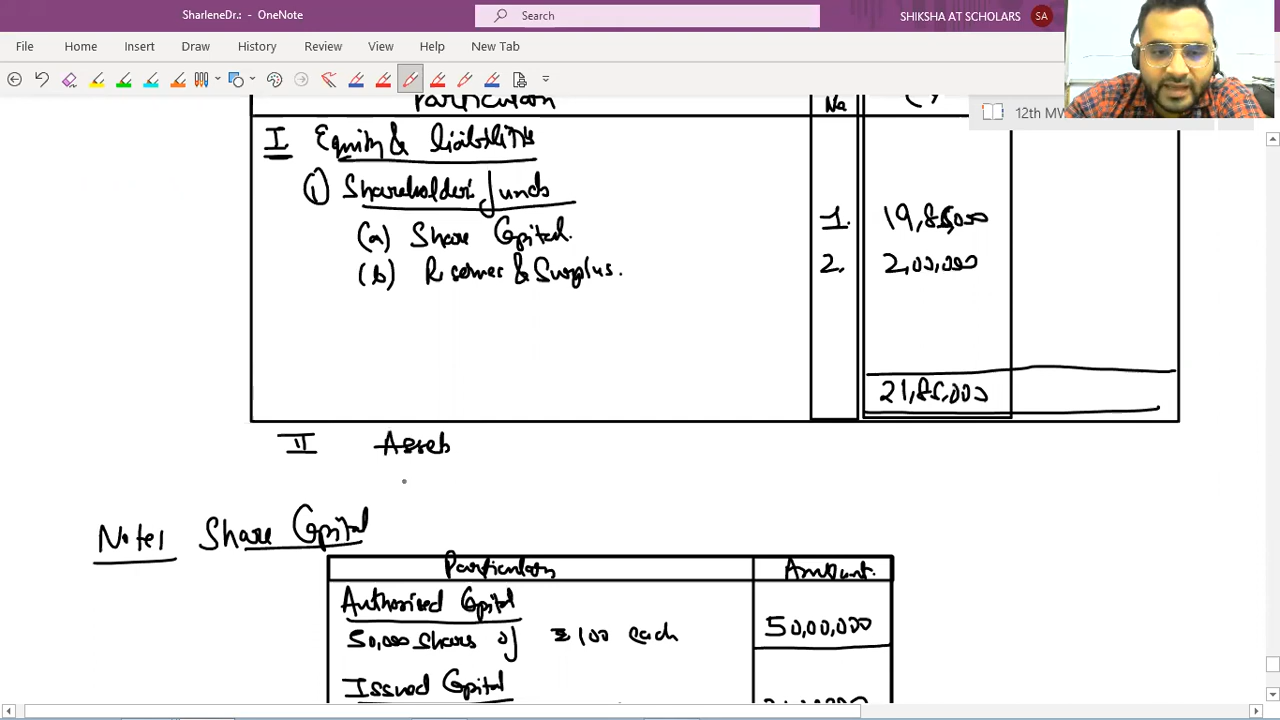 SharleneDr.: - OneNote
Search
SHIKSHA AT SCHOLARS SA
File Home Insert Draw History Review View Help New Tab
12th MW
Particulars No (₹)
I Equity & liabilities
① Shareholders' funds
(a) Share Capital. 1. 19,85,000
(b) Reserves & Surplus. 2. 2,00,000
21,85,000
II Assets
Note1 Share Capital
Particulars Amount.
Authorised Capital
50,000 Shares of ₹100 each 50,00,000
Issued Capital